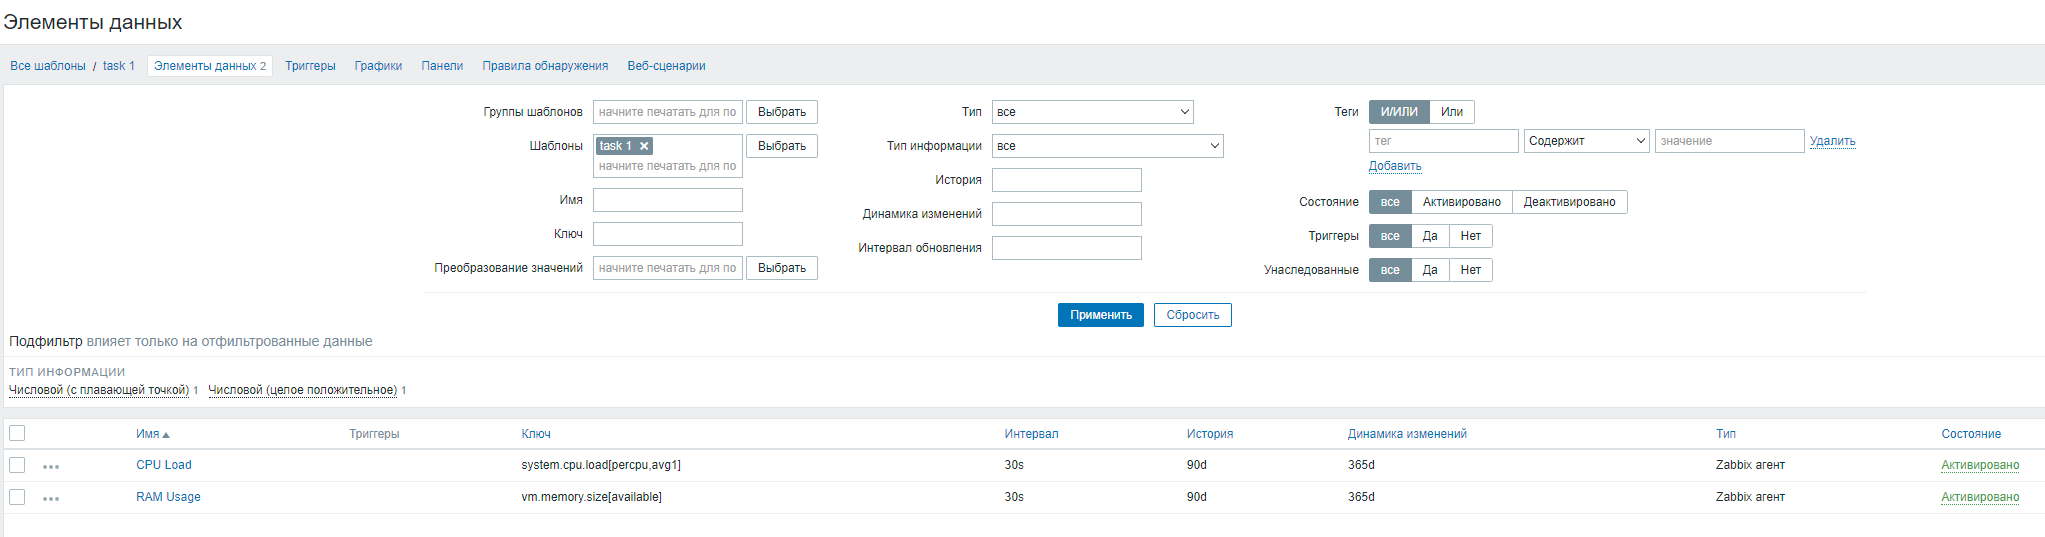 Элементы данных
Все шаблоны / task 1 Элементы данных 2 Триггеры Графики Панели Правила обнаружения Веб-сценарии
Группы шаблонов начните печатать для по Выбрать Тип все Теги И/ИЛИ Или
Шаблоны task 1 Выбрать Тип информации все тег Содержит значение Удалить
начните печатать для по Добавить
История
Имя Состояние все Активировано Деактивировано
Динамика изменений
Ключ Триггеры все Да Нет
Интервал обновления
Преобразование значений начните печатать для по Выбрать Унаследованные все Да Нет
Применить Сбросить
Подфильтр влияет только на отфильтрованные данные
ТИП ИНФОРМАЦИИ
Числовой (с плавающей точкой) 1 Числовой (целое положительное) 1
Имя Триггеры Ключ Интервал История Динамика изменений Тип Состояние
CPU Load system.cpu.load[percpu,avg1] 30s 90d 365d Zabbix агент Активировано
RAM Usage vm.memory.size[available] 30s 90d 365d Zabbix агент Активировано